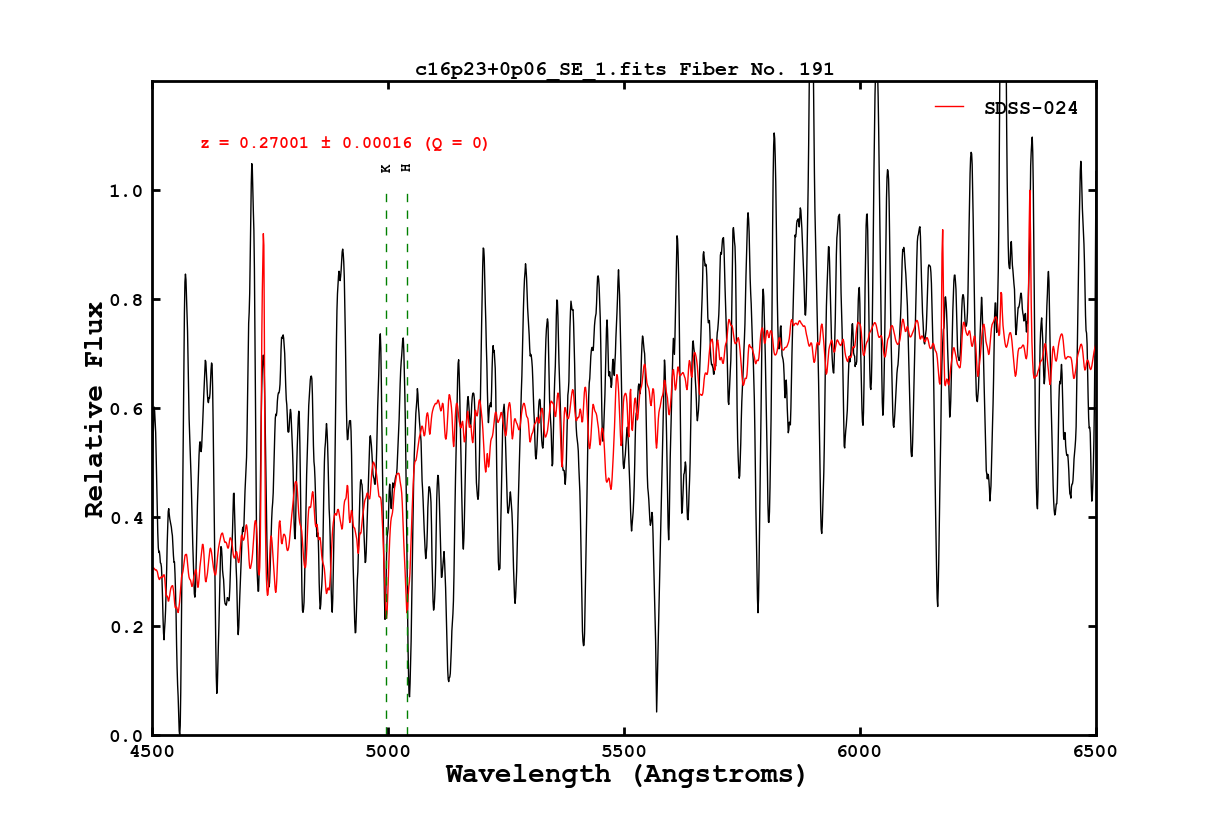 c16p23+0p06_SE_1.fits Fiber No. 191
SDSS-024
z = 0.27001 ± 0.00016 (Q = 0)
K
H
1.0
0.8
0.6
0.4
0.2
0.0
Relative Flux
4500
5000
5500
6000
6500
Wavelength (Angstroms)